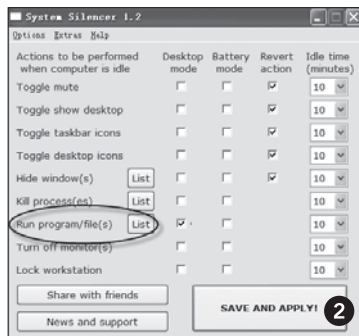 System Silencer 1.2
Options Extras Help
Actions to be performed when computer is idle
Desktop mode
Battery mode
Revert action
Idle time (minutes)
Toggle mute 10
Toggle show desktop 10
Toggle taskbar icons 10
Toggle desktop icons 10
Hide window(s) List 10
Kill process(es) List 10
Run program/file(s) List 10
Turn off monitor(s) 10
Lock workstation 10
Share with friends
News and support
SAVE AND APPLY!
2